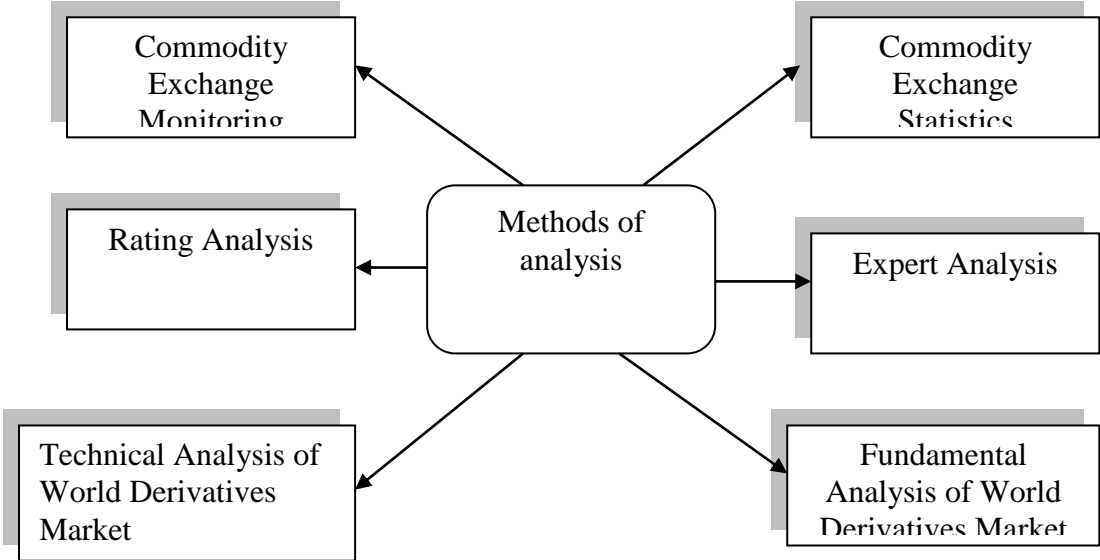 Commodity
Exchange
Monitoring
Commodity
Exchange
Statistics
Rating Analysis
Methods of
analysis
Expert Analysis
Technical Analysis of
World Derivatives
Market
Fundamental
Analysis of World
Derivatives Market